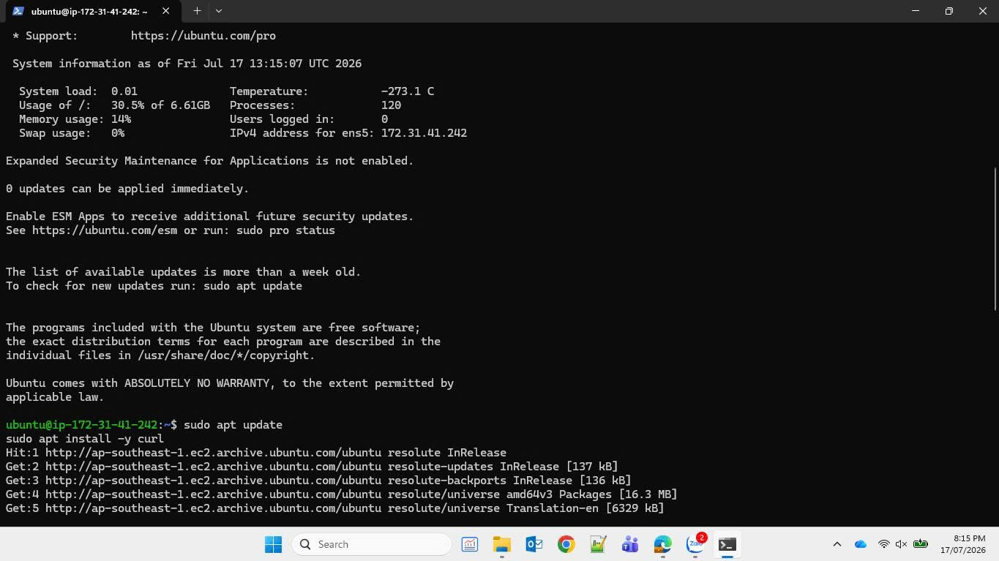 ubuntu@ip-172-31-41-242: ~
* Support:        https://ubuntu.com/pro
System information as of Fri Jul 17 13:15:07 UTC 2026
System load:  0.01              Temperature:           -273.1 C
Usage of /:   30.5% of 6.61GB   Processes:             120
Memory usage: 14%               Users logged in:       0
Swap usage:   0%                IPv4 address for ens5: 172.31.41.242
Expanded Security Maintenance for Applications is not enabled.
0 updates can be applied immediately.
Enable ESM Apps to receive additional future security updates.
See https://ubuntu.com/esm or run: sudo pro status
The list of available updates is more than a week old.
To check for new updates run: sudo apt update
The programs included with the Ubuntu system are free software;
the exact distribution terms for each program are described in the
individual files in /usr/share/doc/*/copyright.
Ubuntu comes with ABSOLUTELY NO WARRANTY, to the extent permitted by
applicable law.
ubuntu@ip-172-31-41-242:~$ sudo apt update
sudo apt install -y curl
Hit:1 http://ap-southeast-1.ec2.archive.ubuntu.com/ubuntu resolute InRelease
Get:2 http://ap-southeast-1.ec2.archive.ubuntu.com/ubuntu resolute-updates InRelease [137 kB]
Get:3 http://ap-southeast-1.ec2.archive.ubuntu.com/ubuntu resolute-backports InRelease [136 kB]
Get:4 http://ap-southeast-1.ec2.archive.ubuntu.com/ubuntu resolute/universe amd64v3 Packages [16.3 MB]
Get:5 http://ap-southeast-1.ec2.archive.ubuntu.com/ubuntu resolute/universe Translation-en [6329 kB]
Search
Zalo
2
8:15 PM
17/07/2026